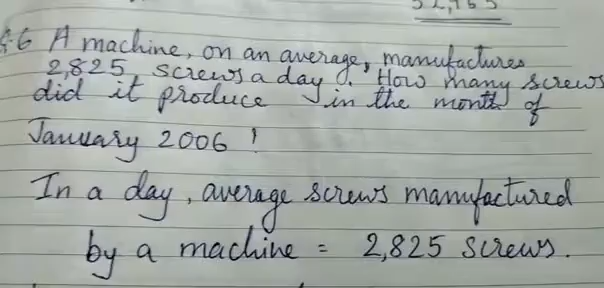 Q.6 A machine, on an average, manufactures
2,825 screws a day. How many screws
did it produce in the month of
January 2006 !
In a day, average screws manufactured
by a machine = 2,825 screws.